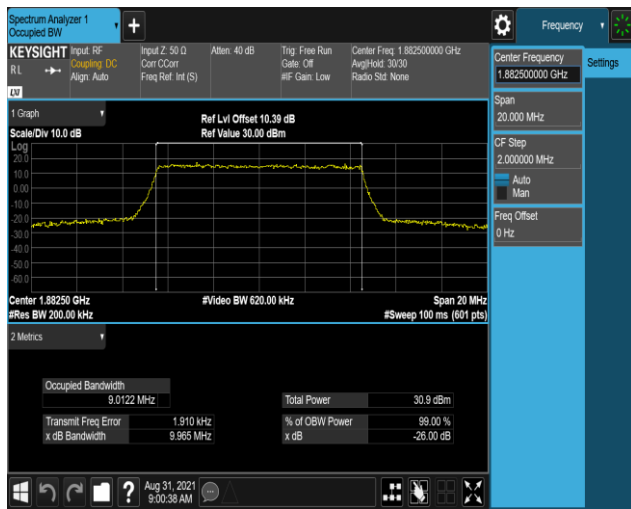 Spectrum Analyzer 1
Occupied BW
Frequency
KEYSIGHT
Input: RF
Coupling: DC
Align: Auto
Input Z: 50 Ω
Corr CCorr
Freq Ref: Int (S)
Atten: 40 dB
Trig: Free Run
Gate: Off
#IF Gain: Low
Center Freq: 1.882500000 GHz
Avg|Hold: 30/30
Radio Std: None
R L
LXI
Center Frequency
1.882500000 GHz
Settings
Span
20.000 MHz
CF Step
2.000000 MHz
Auto
Man
Freq Offset
0 Hz
1 Graph
Scale/Div 10.0 dB
Ref Lvl Offset 10.39 dB
Ref Value 30.00 dBm
Log
20.0
10.0
0.00
-10.0
-20.0
-30.0
-40.0
-50.0
-60.0
Center 1.88250 GHz
#Res BW 200.00 kHz
#Video BW 620.00 kHz
Span 20 MHz
#Sweep 100 ms (601 pts)
2 Metrics
Occupied Bandwidth
9.0122 MHz
Total Power 30.9 dBm
Transmit Freq Error 1.910 kHz
% of OBW Power 99.00 %
x dB Bandwidth 9.965 MHz
x dB -26.00 dB
Aug 31, 2021
9:00:38 AM